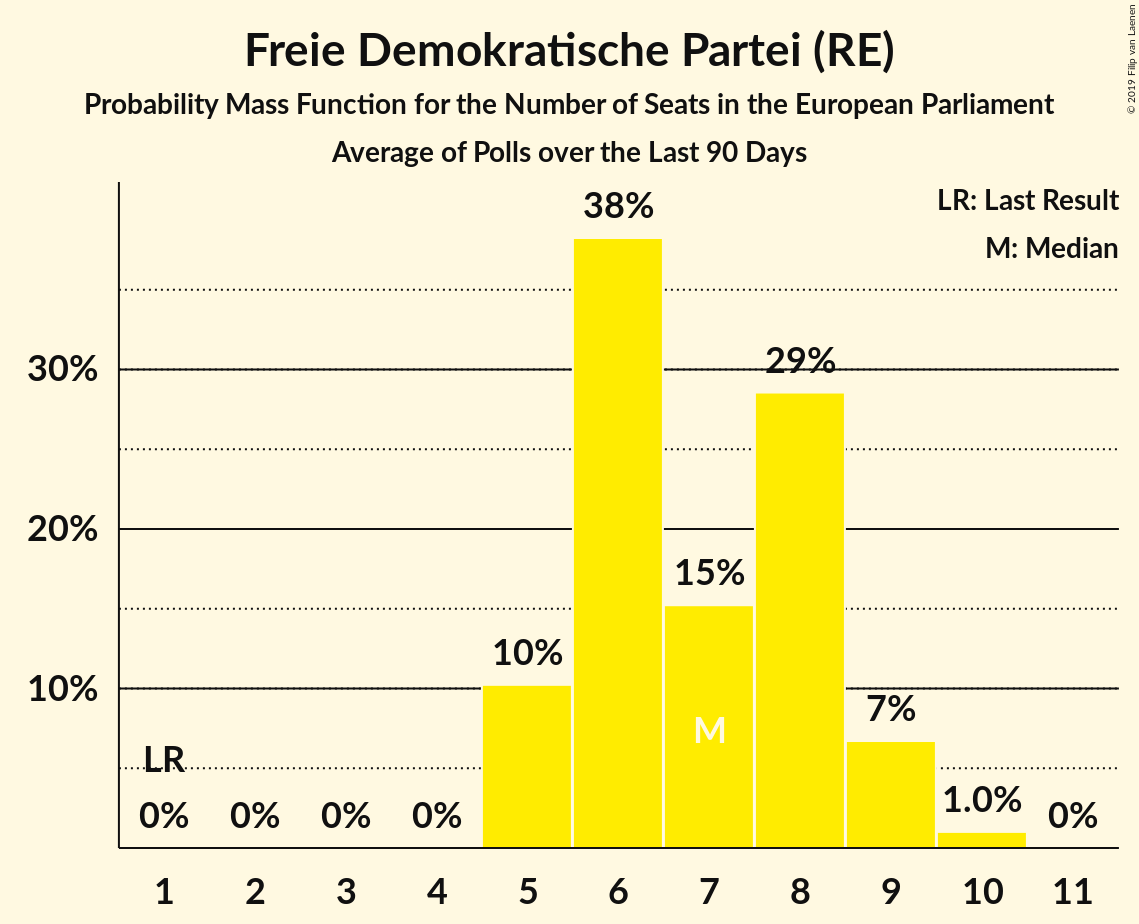 Freie Demokratische Partei (RE)
Probability Mass Function for the Number of Seats in the European Parliament
Average of Polls over the Last 90 Days
© 2019 Filip van Laenen
LR: Last Result
M: Median
38%
30%
29%
20%
15%
10%
10%
7%
M
LR
1.0%
0% 0% 0% 0% 0%
1 2 3 4 5 6 7 8 9 10 11